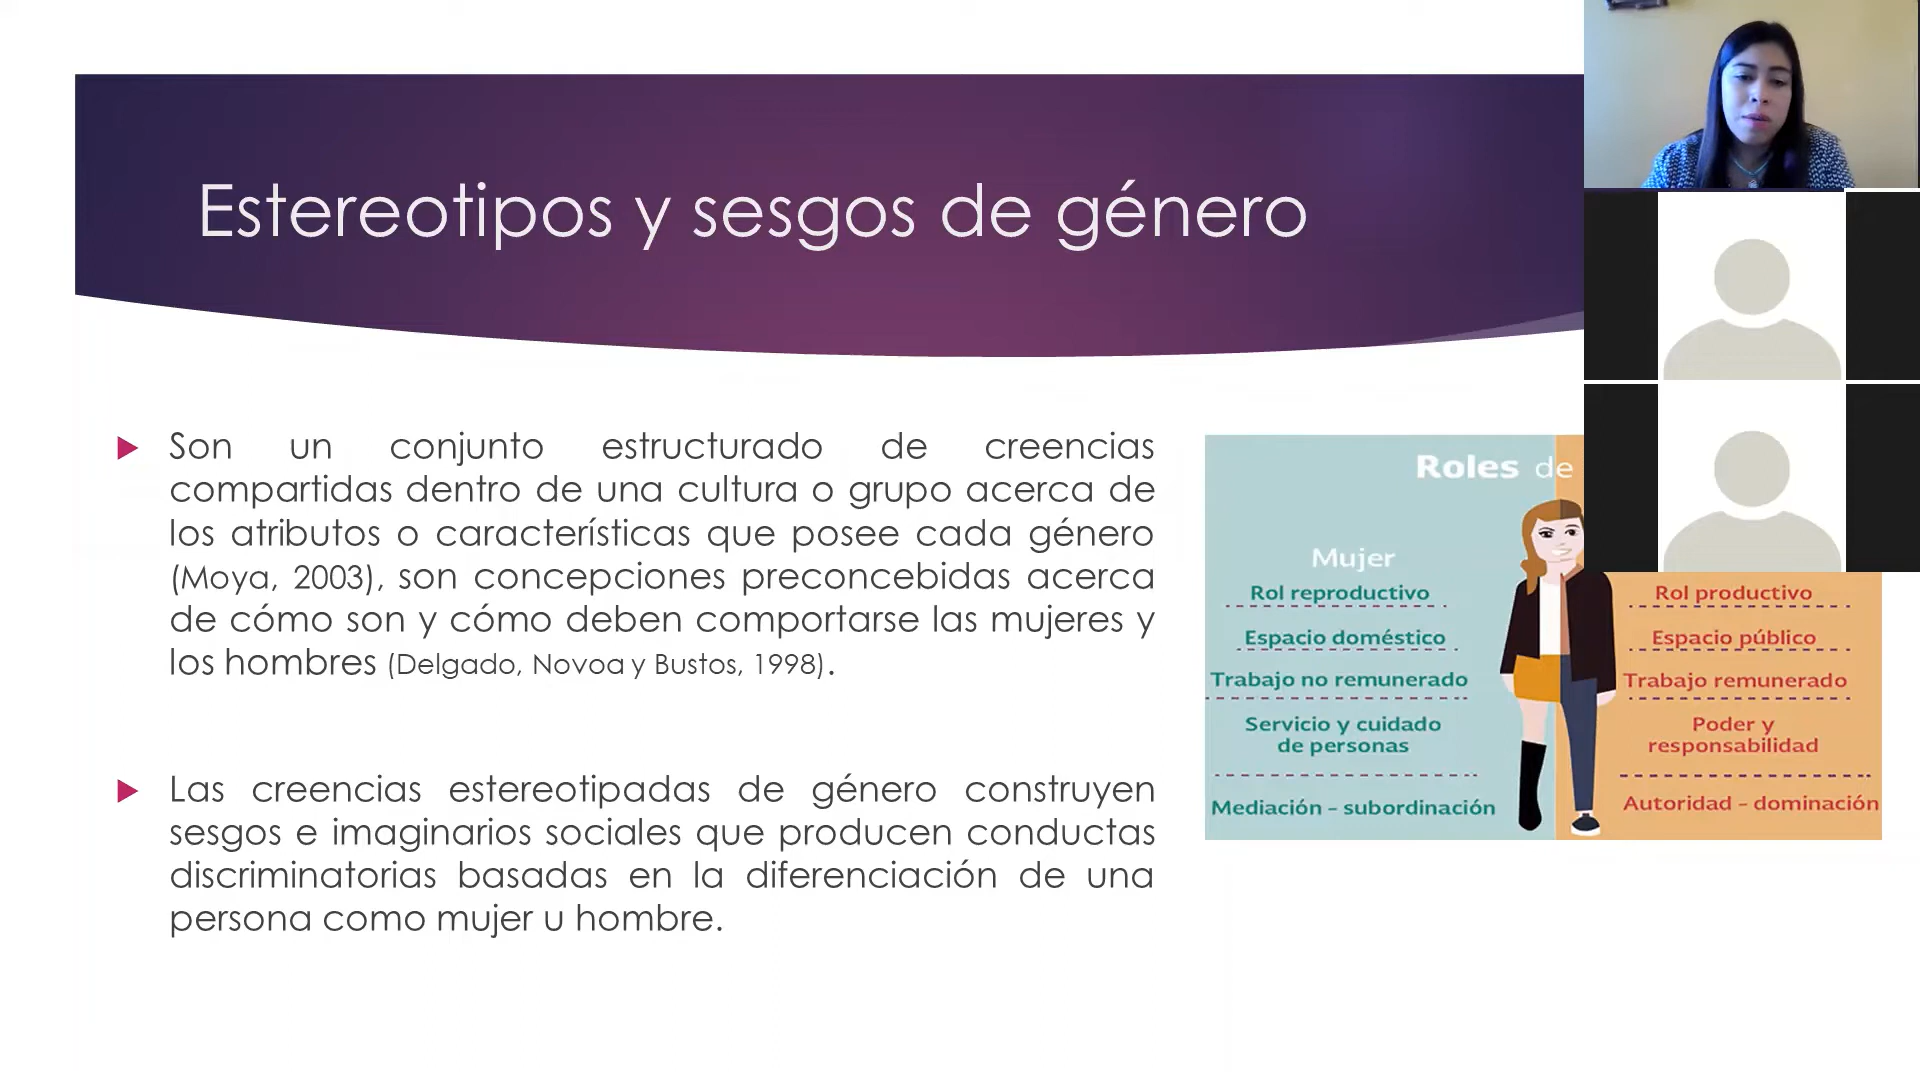 Estereotipos y sesgos de género
Son un conjunto estructurado de creencias
compartidas dentro de una cultura o grupo acerca de
los atributos o características que posee cada género
(Moya, 2003), son concepciones preconcebidas acerca
de cómo son y cómo deben comportarse las mujeres y
los hombres (Delgado, Novoa y Bustos, 1998).
Las creencias estereotipadas de género construyen
sesgos e imaginarios sociales que producen conductas
discriminatorias basadas en la diferenciación de una
persona como mujer u hombre.
Roles de
Mujer
Rol reproductivo
Espacio doméstico
Trabajo no remunerado
Servicio y cuidado
de personas
Mediación – subordinación
Rol productivo
Espacio público
Trabajo remunerado
Poder y
responsabilidad
Autoridad – dominación